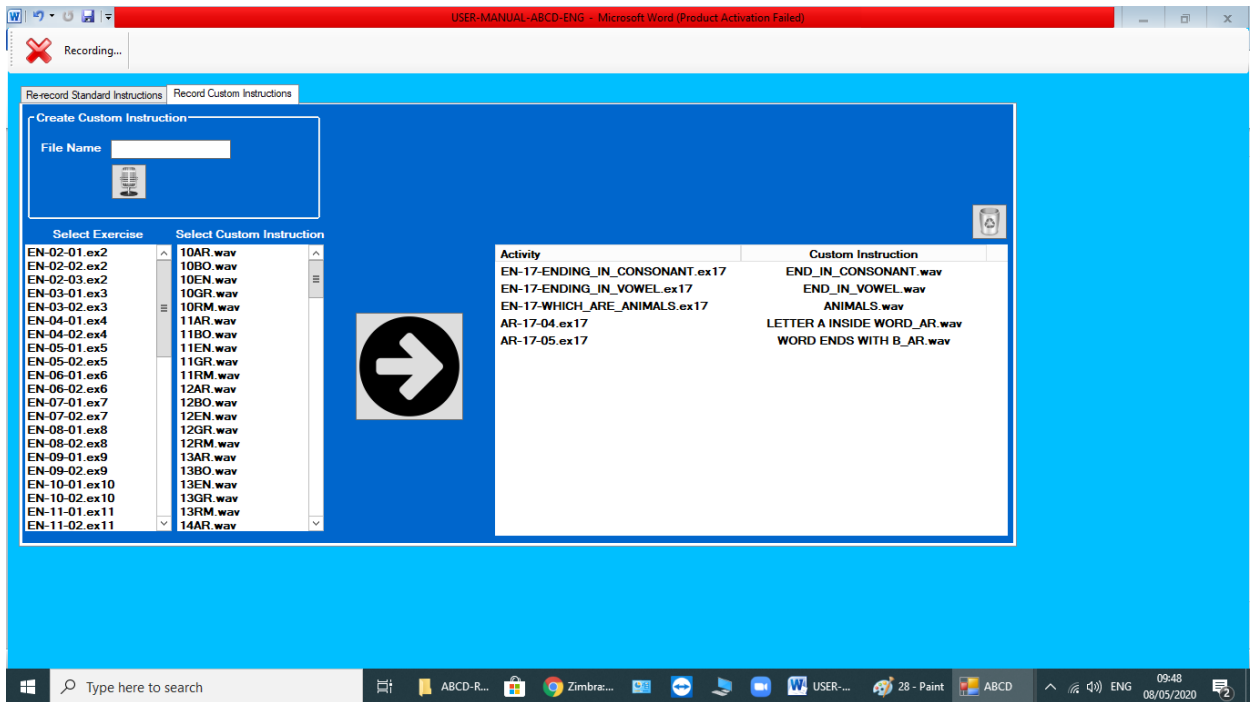 USER-MANUAL-ABCD-ENG - Microsoft Word (Product Activation Failed)
Recording...
Re-record Standard Instructions
Record Custom Instructions
Create Custom Instruction
File Name
Select Exercise
Select Custom Instruction
EN-02-01.ex2
EN-02-02.ex2
EN-02-03.ex2
EN-03-01.ex3
EN-03-02.ex3
EN-04-01.ex4
EN-04-02.ex4
EN-05-01.ex5
EN-05-02.ex5
EN-06-01.ex6
EN-06-02.ex6
EN-07-01.ex7
EN-07-02.ex7
EN-08-01.ex8
EN-08-02.ex8
EN-09-01.ex9
EN-09-02.ex9
EN-10-01.ex10
EN-10-02.ex10
EN-11-01.ex11
EN-11-02.ex11
10AR.wav
10BO.wav
10EN.wav
10GR.wav
10RM.wav
11AR.wav
11BO.wav
11EN.wav
11GR.wav
11RM.wav
12AR.wav
12BO.wav
12EN.wav
12GR.wav
12RM.wav
13AR.wav
13BO.wav
13EN.wav
13GR.wav
13RM.wav
14AR.wav
Activity Custom Instruction
EN-17-ENDING_IN_CONSONANT.ex17 END_IN_CONSONANT.wav
EN-17-ENDING_IN_VOWEL.ex17 END_IN_VOWEL.wav
EN-17-WHICH_ARE_ANIMALS.ex17 ANIMALS.wav
AR-17-04.ex17 LETTER A INSIDE WORD_AR.wav
AR-17-05.ex17 WORD ENDS WITH B_AR.wav
Type here to search
ABCD-R...
Zimbra:...
USER-...
28 - Paint
ABCD
ENG
09:48
08/05/2020
2